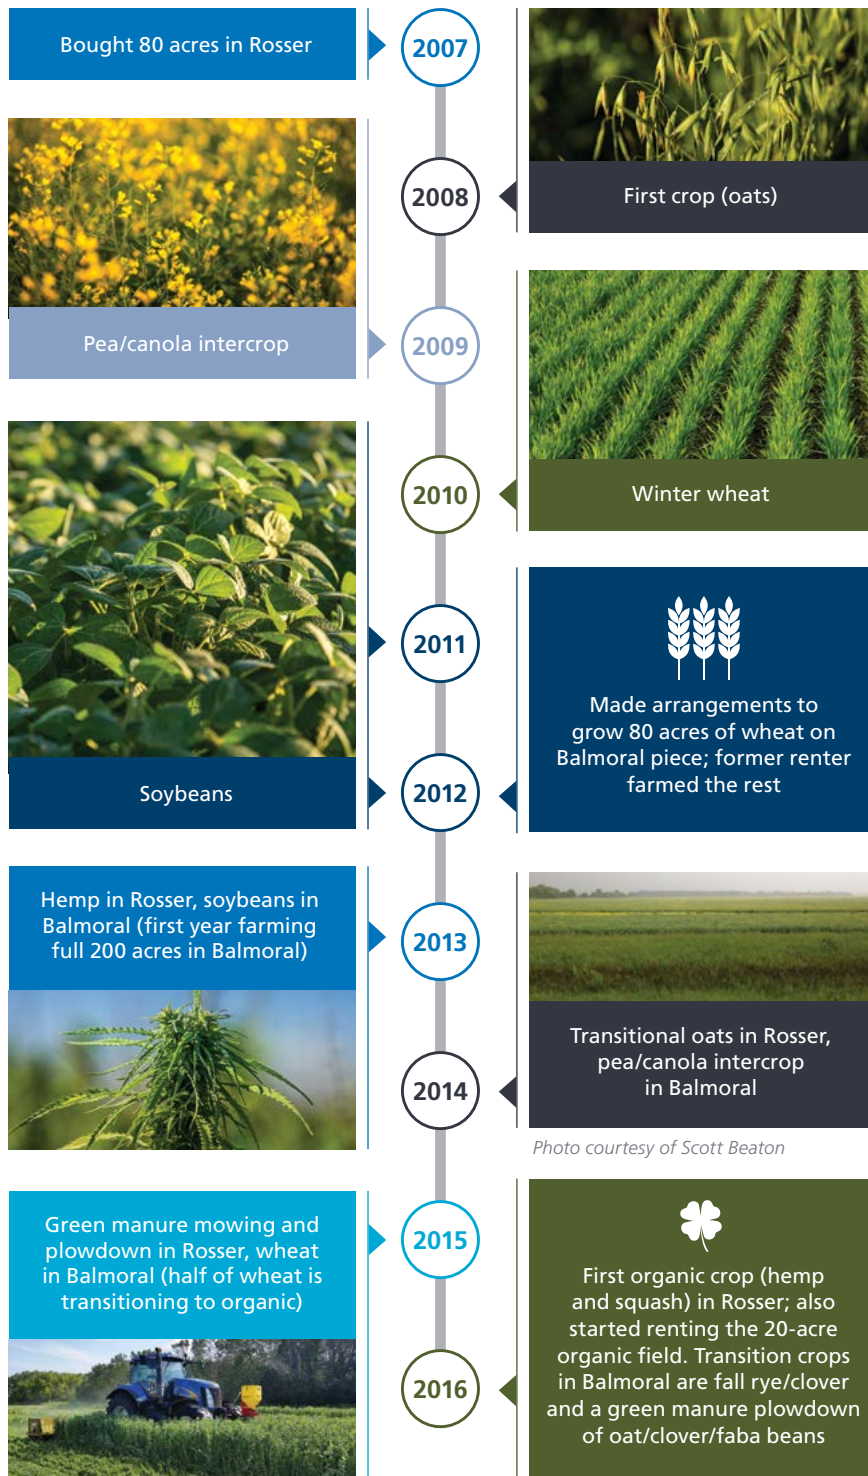 Bought 80 acres in Rosser
2007
2008
First crop (oats)
Pea/canola intercrop
2009
2010
Winter wheat
2011
Made arrangements to
grow 80 acres of wheat on
Balmoral piece; former renter
farmed the rest
Soybeans
2012
Hemp in Rosser, soybeans in
Balmoral (first year farming
full 200 acres in Balmoral)
2013
2014
Transitional oats in Rosser,
pea/canola intercrop
in Balmoral
Photo courtesy of Scott Beaton
Green manure mowing and
plowdown in Rosser, wheat
in Balmoral (half of wheat is
transitioning to organic)
2015
2016
First organic crop (hemp
and squash) in Rosser; also
started renting the 20-acre
organic field. Transition crops
in Balmoral are fall rye/clover
and a green manure plowdown
of oat/clover/faba beans